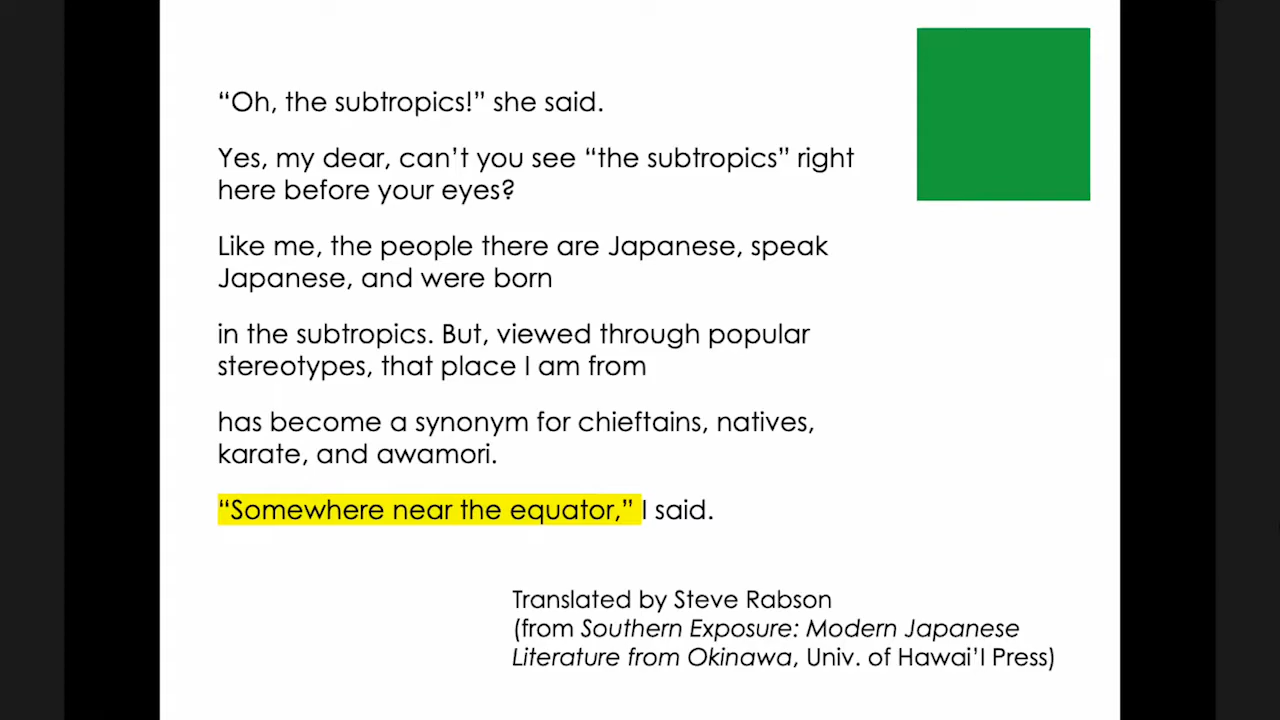 “Oh, the subtropics!” she said.
Yes, my dear, can’t you see “the subtropics” right
here before your eyes?
Like me, the people there are Japanese, speak
Japanese, and were born
in the subtropics. But, viewed through popular
stereotypes, that place I am from
has become a synonym for chieftains, natives,
karate, and awamori.
“Somewhere near the equator,” I said.
Translated by Steve Rabson
(from Southern Exposure: Modern Japanese
Literature from Okinawa, Univ. of Hawai’I Press)